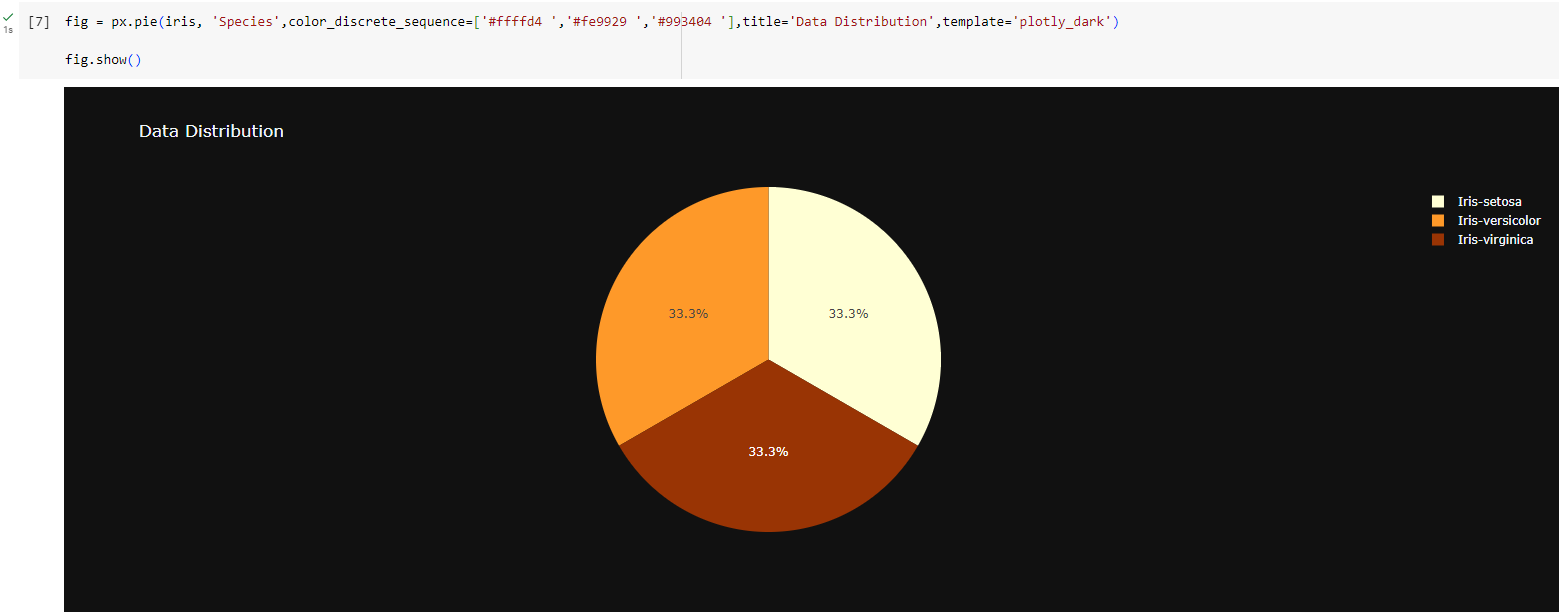 [7] fig = px.pie(iris, 'Species',color_discrete_sequence=['#ffffd4 ','#fe9929 ','#993404 '],title='Data Distribution',template='plotly_dark')
1s
fig.show()
Data Distribution
Iris-setosa
Iris-versicolor
Iris-virginica
33.3%
33.3%
33.3%